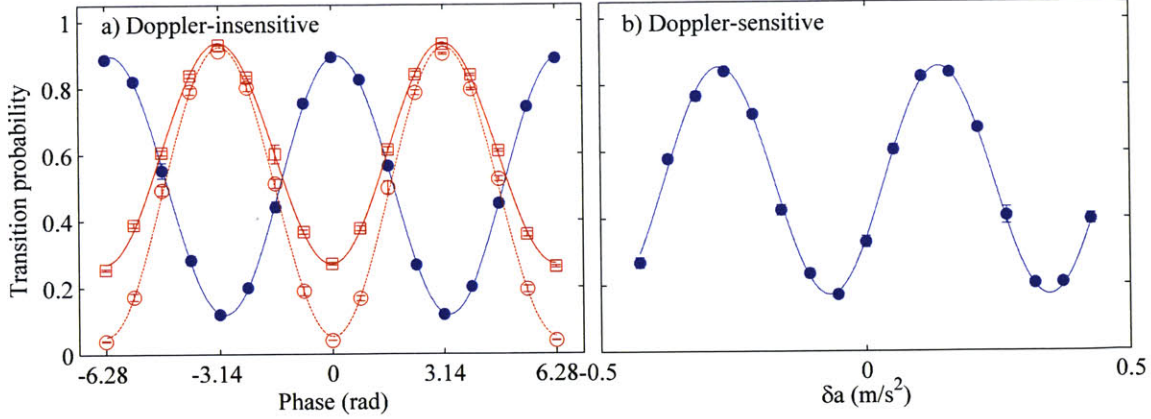 a) Doppler-insensitive
b) Doppler-sensitive
Transition probability
1
0.8
0.6
0.4
0.2
0
-6.28 -3.14 0 3.14 6.28
-0.5 0 0.5
Phase (rad)
δa (m/s²)